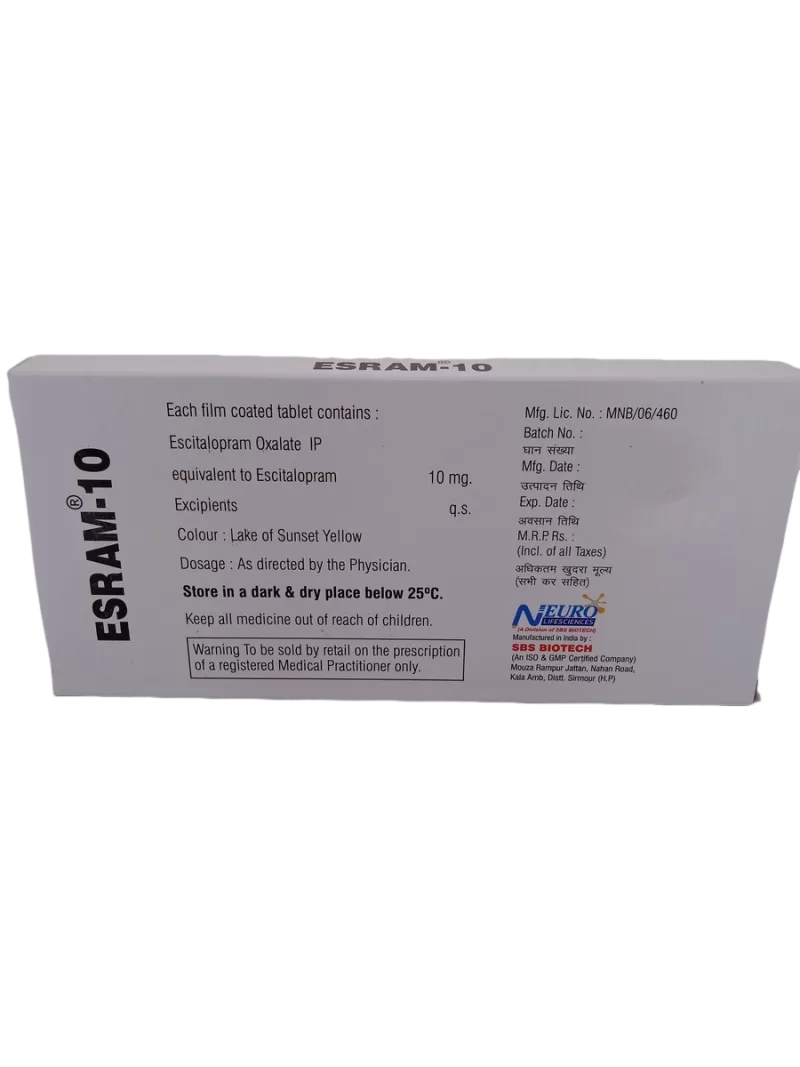 ESRAM®-10
ESRAM®-10
Each film coated tablet contains :
Escitalopram Oxalate IP
equivalent to Escitalopram 10 mg.
Excipients q.s.
Colour : Lake of Sunset Yellow
Dosage : As directed by the Physician.
Store in a dark & dry place below 25ºC.
Keep all medicine out of reach of children.
Warning To be sold by retail on the prescription
of a registered Medical Practitioner only.
Mfg. Lic. No. : MNB/06/460
Batch No. :
घान संख्या
Mfg. Date :
उत्पादन तिथि
Exp. Date :
अवसान तिथि
M.R.P. Rs. :
(Incl. of all Taxes)
अधिकतम खुदरा मूल्य
(सभी कर सहित)
NEURO
LIFESCIENCES
(A Division of SBS BIOTECH)
Manufactured in India by :
SBS BIOTECH
(An ISO & GMP Certified Company)
Mouza Rampur Jattan, Nahan Road,
Kala Amb, Distt. Sirmour (H.P)